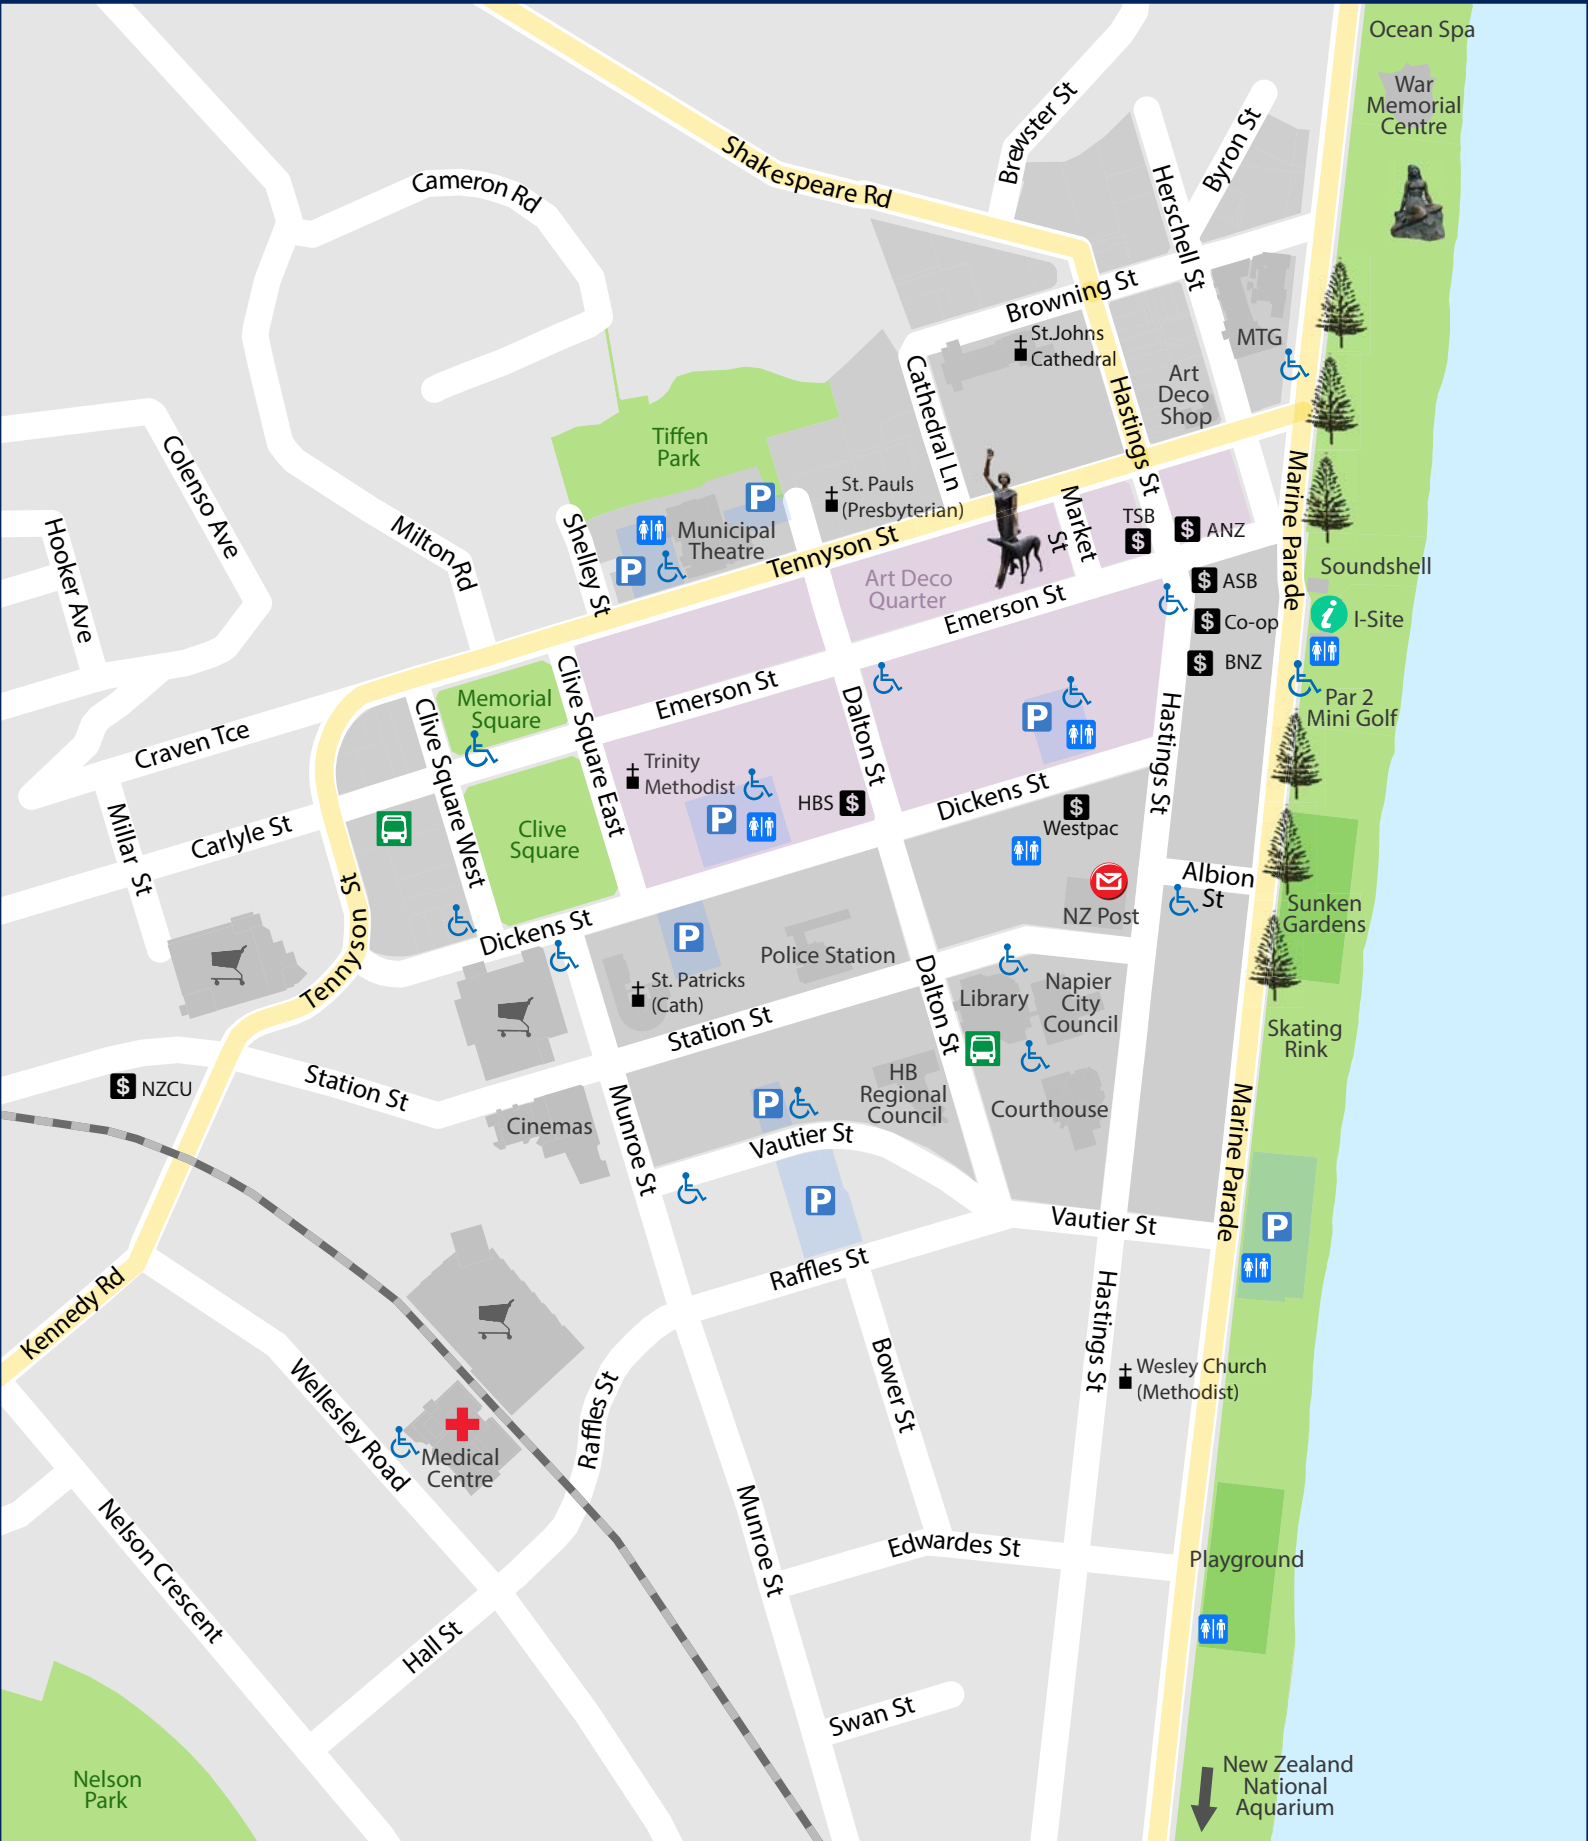 Ocean Spa
War
Memorial
Centre
Brewster St
Byron St
Shakespeare Rd
Cameron Rd
Herschell St
Browning St
St.Johns
Cathedral
MTG
Art
Deco
Shop
Cathedral Ln
Hastings St
Tiffen
Park
Colenso Ave
St. Pauls
(Presbyterian)
Marine Parade
Market
St
TSB
$
$
ANZ
P
Municipal
Theatre
Shelley St
Milton Rd
Hooker Ave
Tennyson St
P
Art Deco
Quarter
Soundshell
$
ASB
Emerson St
i
I-Site
$
Co-op
$
BNZ
Clive Square East
Memorial
Square
Emerson St
Clive Square West
Dalton St
P
Hastings St
Par 2
Mini Golf
Craven Tce
Trinity
Methodist
HBS
$
Dickens St
$
Westpac
P
Carlyle St
Millar St
Clive
Square
Albion
St
NZ Post
Sunken
Gardens
Tennyson St
Dickens St
P
Police Station
St. Patricks
(Cath)
Station St
Dalton St
Library
Napier
City
Council
Skating
Rink
$
NZCU
Station St
HB
Regional
Council
P
Courthouse
Cinemas
Munroe St
Vautier St
Marine Parade
P
Vautier St
P
Raffles St
Kennedy Rd
Hastings St
Bower St
Wesley Church
(Methodist)
Wellesley Road
Raffles St
Medical
Centre
Nelson Crescent
Munroe St
Edwardes St
Playground
Hall St
Swan St
Nelson
Park
New Zealand
National
Aquarium